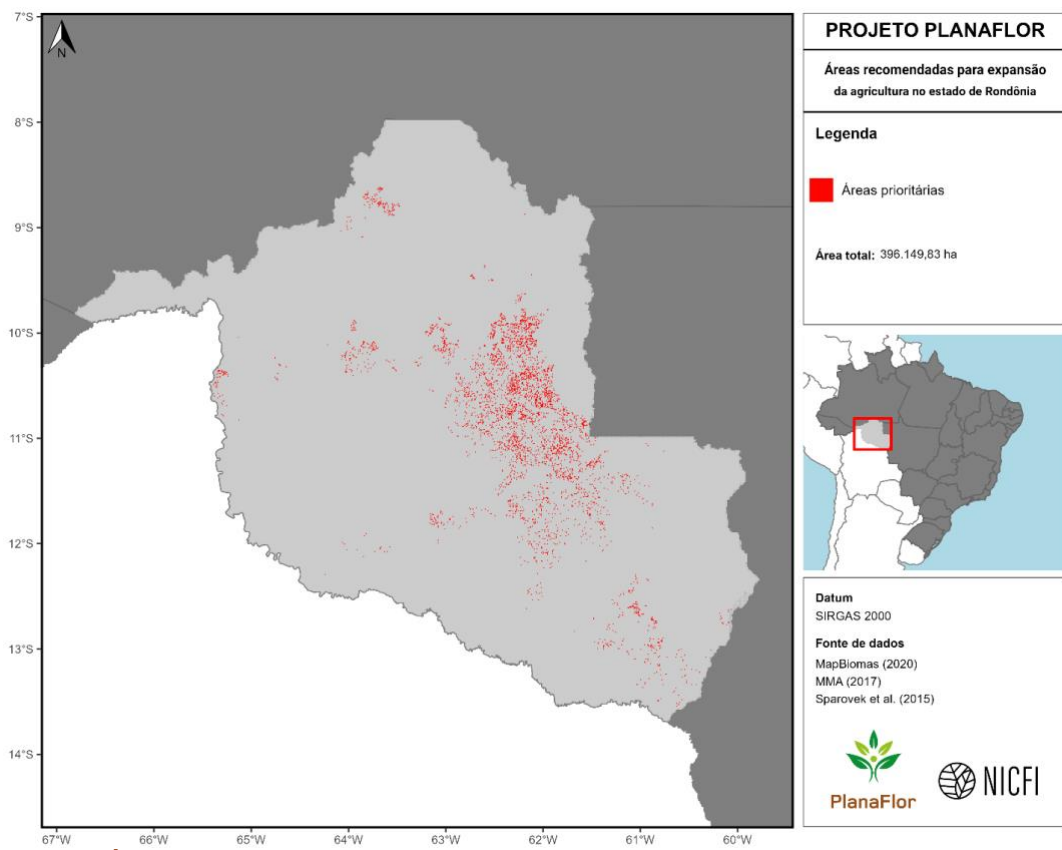 7°S
8°S
9°S
10°S
11°S
12°S
13°S
14°S
67°W
66°W
65°W
64°W
63°W
62°W
61°W
60°W
N
PROJETO PLANAFLOR
Áreas recomendadas para expansão
da agricultura no estado de Rondônia
Legenda
Áreas prioritárias
Área total: 396.149,83 ha
Datum
SIRGAS 2000
Fonte de dados
MapBiomas (2020)
MMA (2017)
Sparovek et al. (2015)
PlanaFlor
NICFI